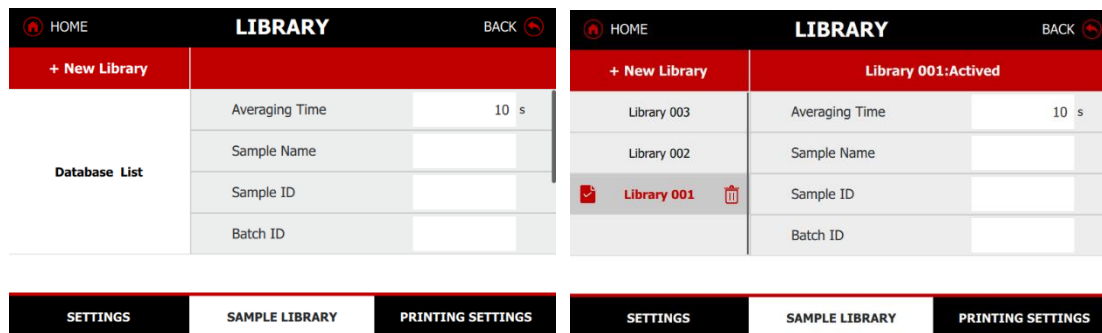 HOME LIBRARY BACK
+ New Library
Averaging Time 10 s
Sample Name
Database List
Sample ID
Batch ID
SETTINGS SAMPLE LIBRARY PRINTING SETTINGS
HOME LIBRARY BACK
+ New Library Library 001:Actived
Library 003 Averaging Time 10 s
Library 002 Sample Name
Library 001 Sample ID
Batch ID
SETTINGS SAMPLE LIBRARY PRINTING SETTINGS